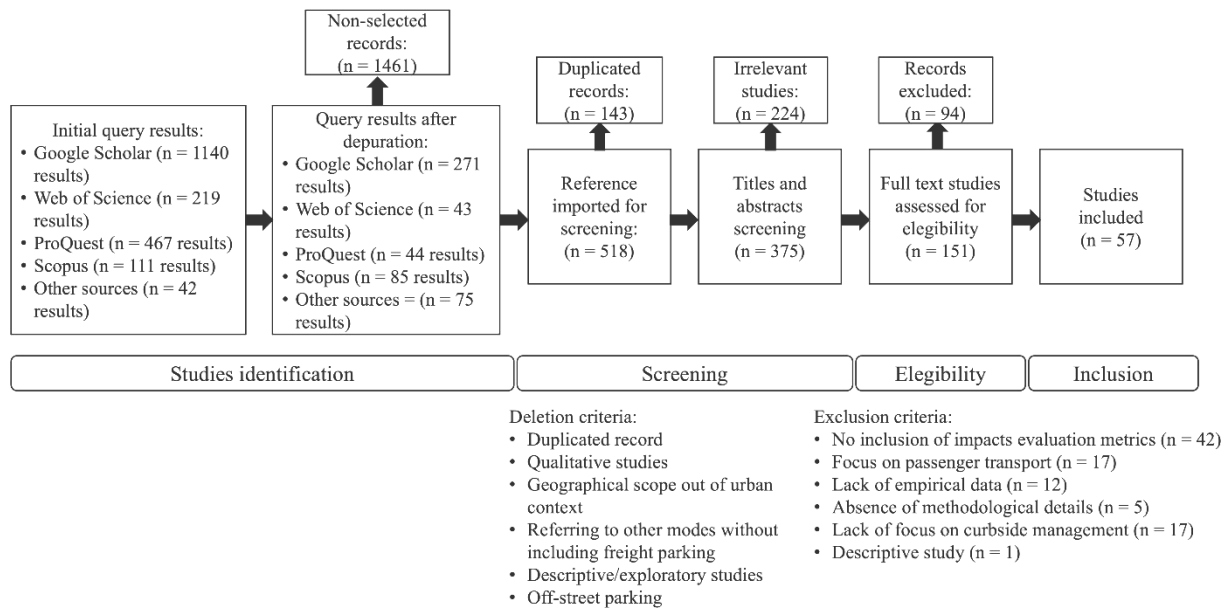 Non-selected
records:
(n = 1461)
Duplicated
records:
(n = 143)
Irrelevant
studies:
(n = 224)
Records
excluded:
(n = 94)
Initial query results:
• Google Scholar (n = 1140
results)
• Web of Science (n = 219
results)
• ProQuest (n = 467 results)
• Scopus (n = 111 results)
• Other sources (n = 42
results)
Query results after
depuration:
• Google Scholar (n = 271
results)
• Web of Science (n = 43
results)
• ProQuest (n = 44 results)
• Scopus (n = 85 results)
• Other sources = (n = 75
results)
Reference
imported for
screening:
(n = 518)
Titles and
abstracts
screening
(n = 375)
Full text studies
assessed for
elegibility
(n = 151)
Studies
included
(n = 57)
Studies identification
Screening
Elegibility
Inclusion
Deletion criteria:
• Duplicated record
• Qualitative studies
• Geographical scope out of urban
context
• Referring to other modes without
including freight parking
• Descriptive/exploratory studies
• Off-street parking
Exclusion criteria:
• No inclusion of impacts evaluation metrics (n = 42)
• Focus on passenger transport (n = 17)
• Lack of empirical data (n = 12)
• Absence of methodological details (n = 5)
• Lack of focus on curbside management (n = 17)
• Descriptive study (n = 1)